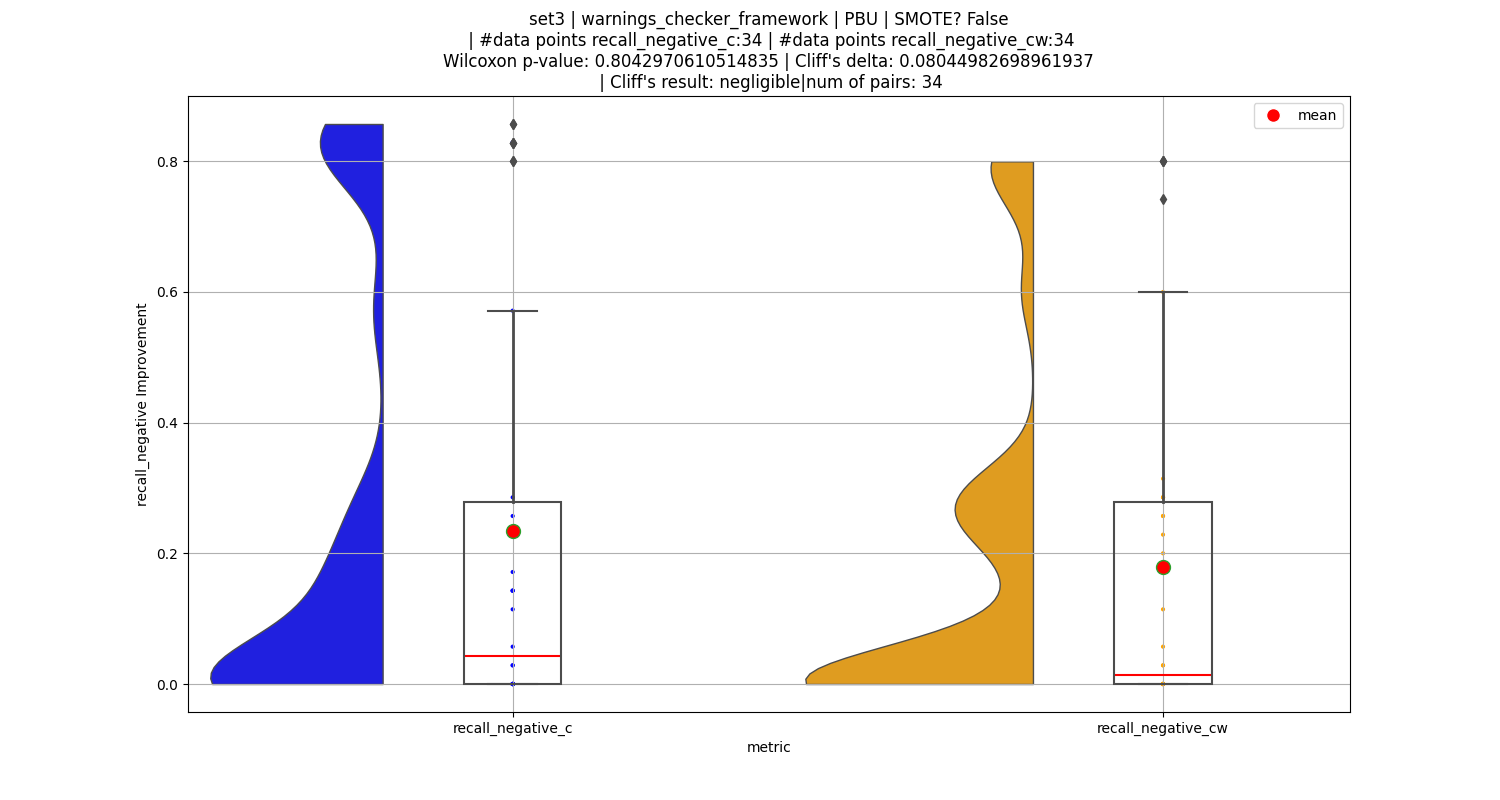 set3 | warnings_checker_framework | PBU | SMOTE? False
| #data points recall_negative_c:34 | #data points recall_negative_cw:34
Wilcoxon p-value: 0.8042970610514835 | Cliff's delta: 0.08044982698961937
| Cliff's result: negligible|num of pairs: 34
mean
0.8
0.6
0.4
0.2
0.0
recall_negative Improvement
recall_negative_c
recall_negative_cw
metric